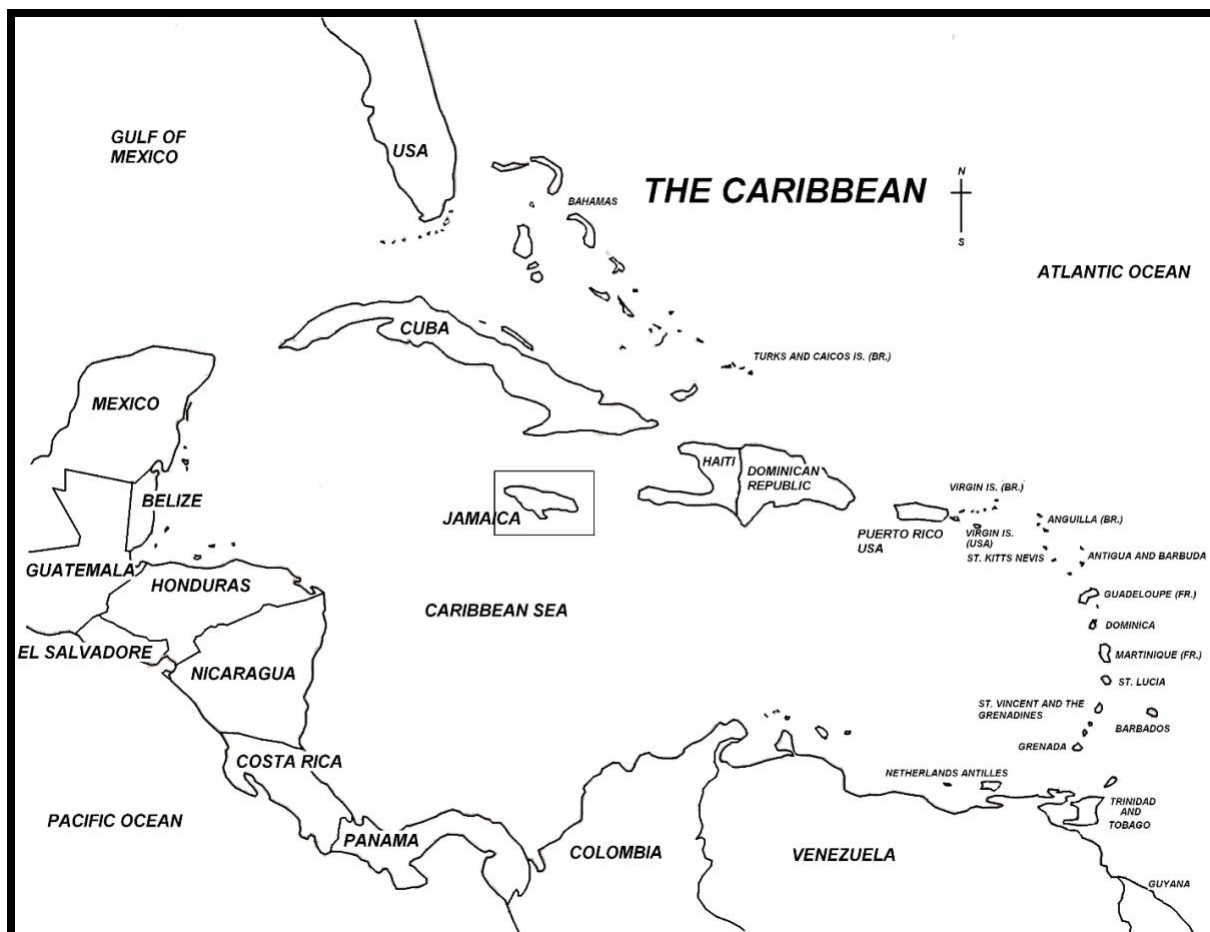 GULF OF
MEXICO
USA
BAHAMAS
THE CARIBBEAN
N
S
ATLANTIC OCEAN
CUBA
TURKS AND CAICOS IS. (BR.)
MEXICO
HAITI
DOMINICAN
REPUBLIC
BELIZE
JAMAICA
VIRGIN IS. (BR.)
PUERTO RICO
USA
VIRGIN IS.
(USA)
ANGUILLA (BR.)
ST. KITTS NEVIS
ANTIGUA AND BARBUDA
GUATEMALA
HONDURAS
GUADELOUPE (FR.)
CARIBBEAN SEA
DOMINICA
EL SALVADORE
MARTINIQUE (FR.)
NICARAGUA
ST. LUCIA
ST. VINCENT AND THE
GRENADINES
BARBADOS
GRENADA
COSTA RICA
NETHERLANDS ANTILLES
TRINIDAD
AND
TOBAGO
PACIFIC OCEAN
PANAMA
COLOMBIA
VENEZUELA
GUYANA